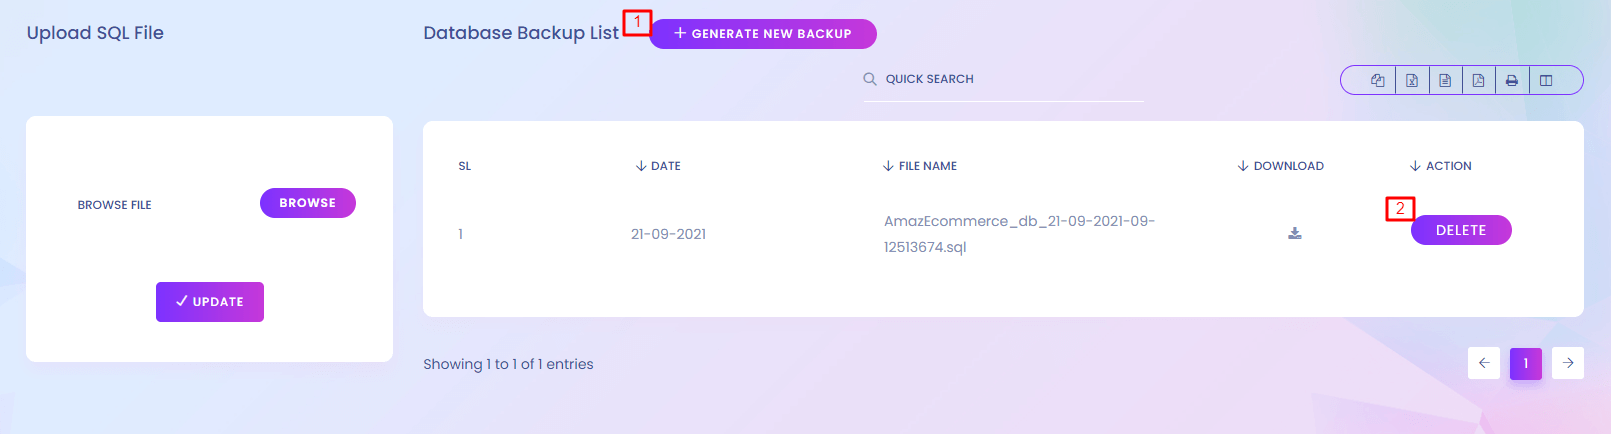 Upload SQL File
Database Backup List
1
GENERATE NEW BACKUP
QUICK SEARCH
BROWSE FILE
BROWSE
UPDATE
SL
DATE
FILE NAME
DOWNLOAD
ACTION
1
21-09-2021
AmazEcommerce_db_21-09-2021-09-
12513674.sql
2
DELETE
Showing 1 to 1 of 1 entries
1